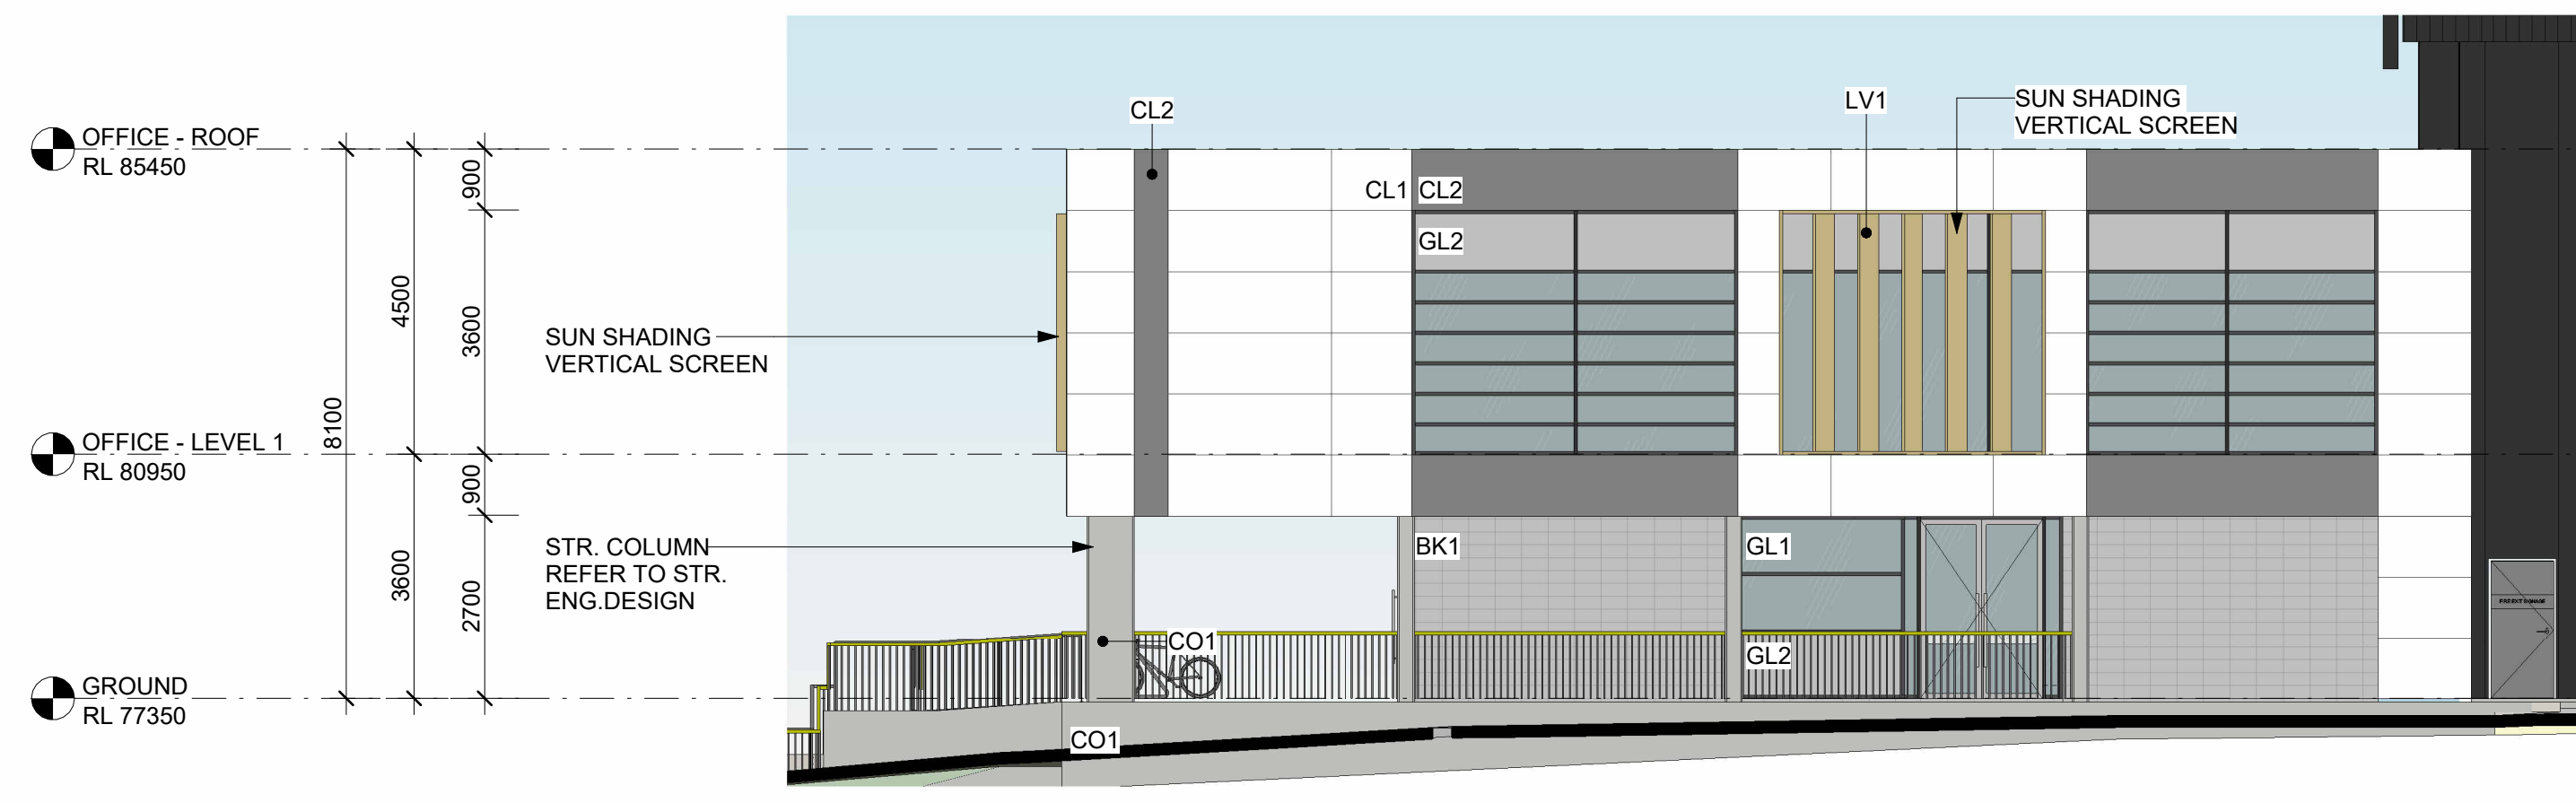 CL2
LV1
SUN SHADING
VERTICAL SCREEN
OFFICE - ROOF
RL 85450
900
CL1
CL2
GL2
4500
3600
SUN SHADING
VERTICAL SCREEN
8100
OFFICE - LEVEL 1
RL 80950
900
STR. COLUMN
REFER TO STR.
ENG.DESIGN
BK1
GL1
3600
2700
CO1
GL2
GROUND
RL 77350
CO1